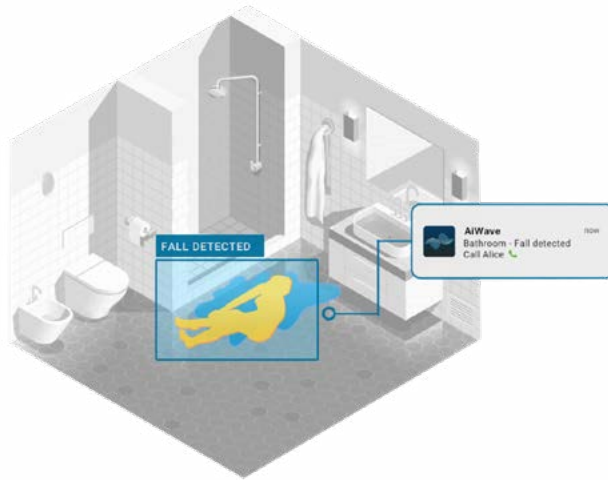 FALL DETECTED
AiWave now
Bathroom - Fall detected
Call Alice